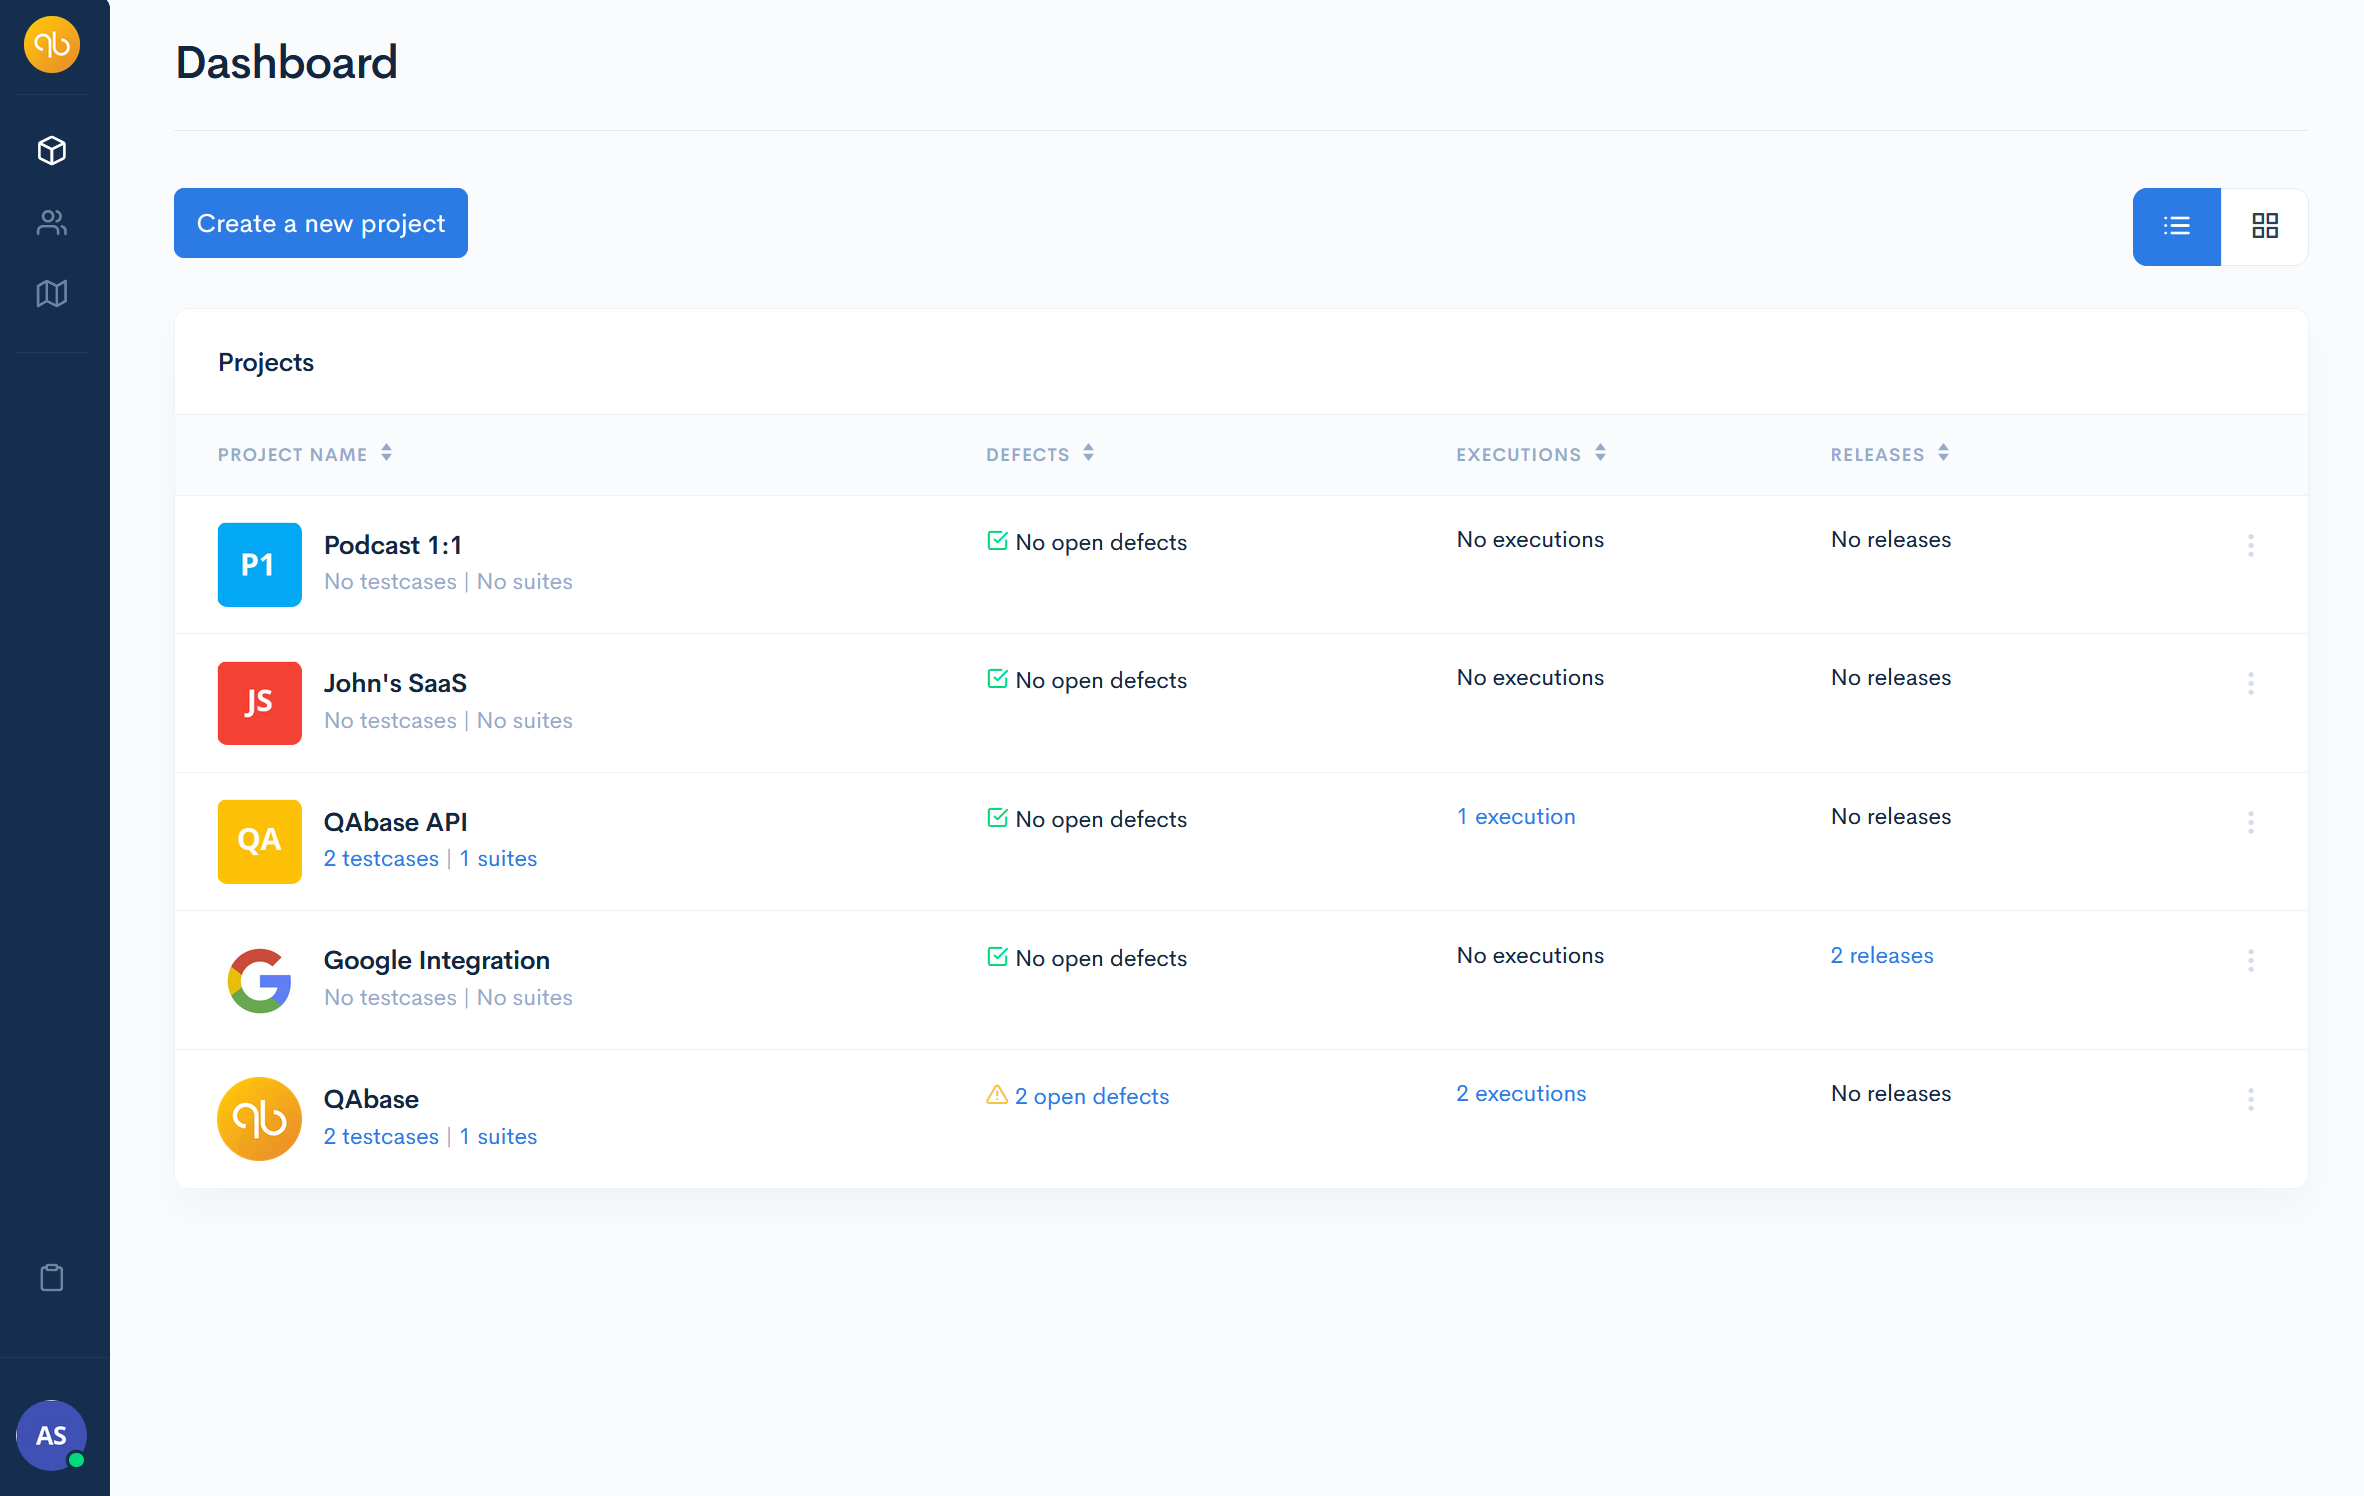 qb
Dashboard
Create a new project
Projects
PROJECT NAME DEFECTS EXECUTIONS RELEASES
P1 Podcast 1:1 No open defects No executions No releases
No testcases | No suites
JS John's SaaS No open defects No executions No releases
No testcases | No suites
QA QAbase API No open defects 1 execution No releases
2 testcases | 1 suites
G Google Integration No open defects No executions 2 releases
No testcases | No suites
qb QAbase 2 open defects 2 executions No releases
2 testcases | 1 suites
AS